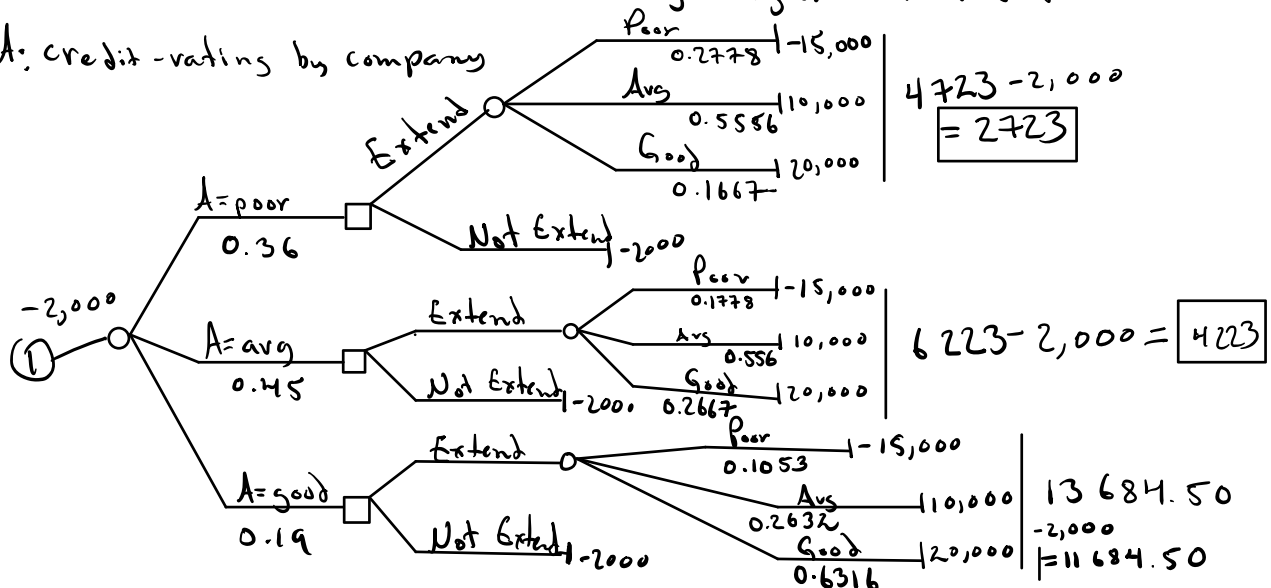 A: credit-rating by company
Poor
0.2778
-15,000
Avg
0.5556
10,000
Good
0.1667
20,000
4723-2,000
= 2723
Extend
A=poor
0.36
Not Extend
-2000
-2,000
1
A=avg
0.45
Extend
Not Extend
-2000
Poor
0.1778
-15,000
Avg
0.556
10,000
Good
0.2667
20,000
6223-2,000 = 4223
A=good
0.19
Extend
Not Extend
-2000
Poor
0.1053
-15,000
Avg
0.2632
10,000
Good
0.6316
20,000
13684.50
-2,000
=11684.50